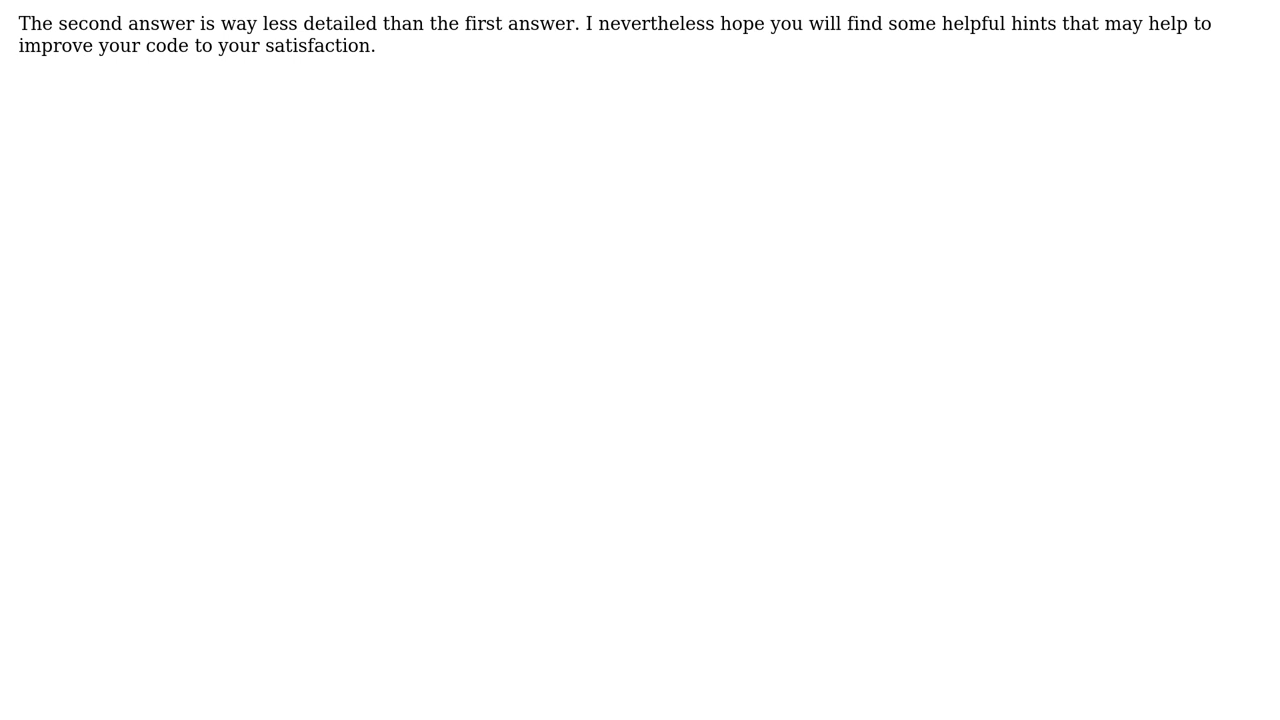 The second answer is way less detailed than the first answer. I nevertheless hope you will find some helpful hints that may help to
improve your code to your satisfaction.